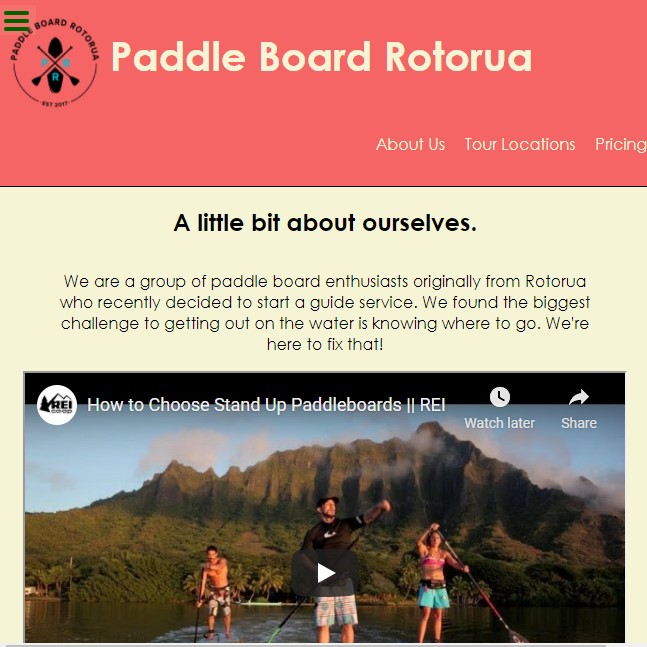 PADDLE BOARD ROTORUA
P B
R
EST 2017
Paddle Board Rotorua
About Us Tour Locations Pricing
A little bit about ourselves.
We are a group of paddle board enthusiasts originally from Rotorua
who recently decided to start a guide service. We found the biggest
challenge to getting out on the water is knowing where to go. We're
here to fix that!
REI
co-op
How to Choose Stand Up Paddleboards || REI
Watch later Share